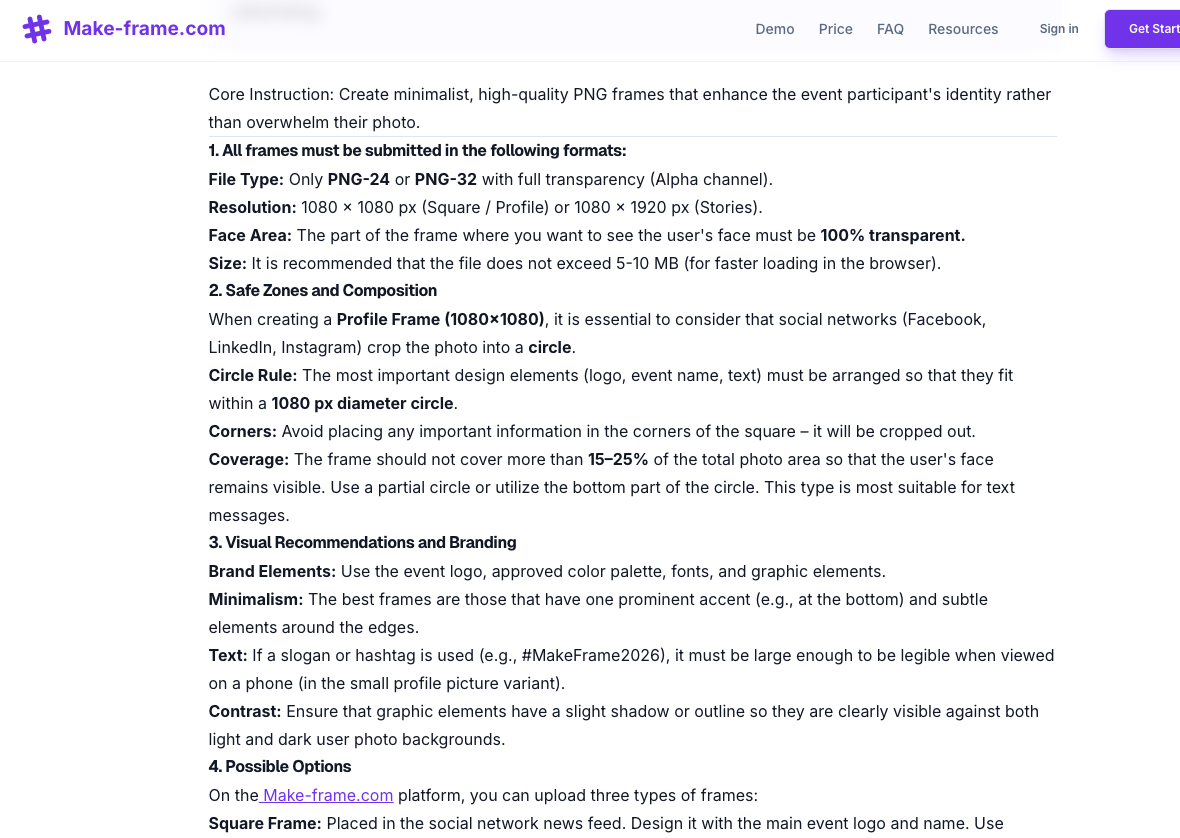 Make-frame.com
Demo
Price
FAQ
Resources
Sign in
Get Start
Core Instruction: Create minimalist, high-quality PNG frames that enhance the event participant's identity rather
than overwhelm their photo.
1. All frames must be submitted in the following formats:
File Type: Only PNG-24 or PNG-32 with full transparency (Alpha channel).
Resolution: 1080 × 1080 px (Square / Profile) or 1080 × 1920 px (Stories).
Face Area: The part of the frame where you want to see the user's face must be 100% transparent.
Size: It is recommended that the file does not exceed 5-10 MB (for faster loading in the browser).
2. Safe Zones and Composition
When creating a Profile Frame (1080×1080), it is essential to consider that social networks (Facebook,
LinkedIn, Instagram) crop the photo into a circle.
Circle Rule: The most important design elements (logo, event name, text) must be arranged so that they fit
within a 1080 px diameter circle.
Corners: Avoid placing any important information in the corners of the square – it will be cropped out.
Coverage: The frame should not cover more than 15–25% of the total photo area so that the user's face
remains visible. Use a partial circle or utilize the bottom part of the circle. This type is most suitable for text
messages.
3. Visual Recommendations and Branding
Brand Elements: Use the event logo, approved color palette, fonts, and graphic elements.
Minimalism: The best frames are those that have one prominent accent (e.g., at the bottom) and subtle
elements around the edges.
Text: If a slogan or hashtag is used (e.g., #MakeFrame2026), it must be large enough to be legible when viewed
on a phone (in the small profile picture variant).
Contrast: Ensure that graphic elements have a slight shadow or outline so they are clearly visible against both
light and dark user photo backgrounds.
4. Possible Options
On the Make-frame.com platform, you can upload three types of frames:
Square Frame: Placed in the social network news feed. Design it with the main event logo and name. Use